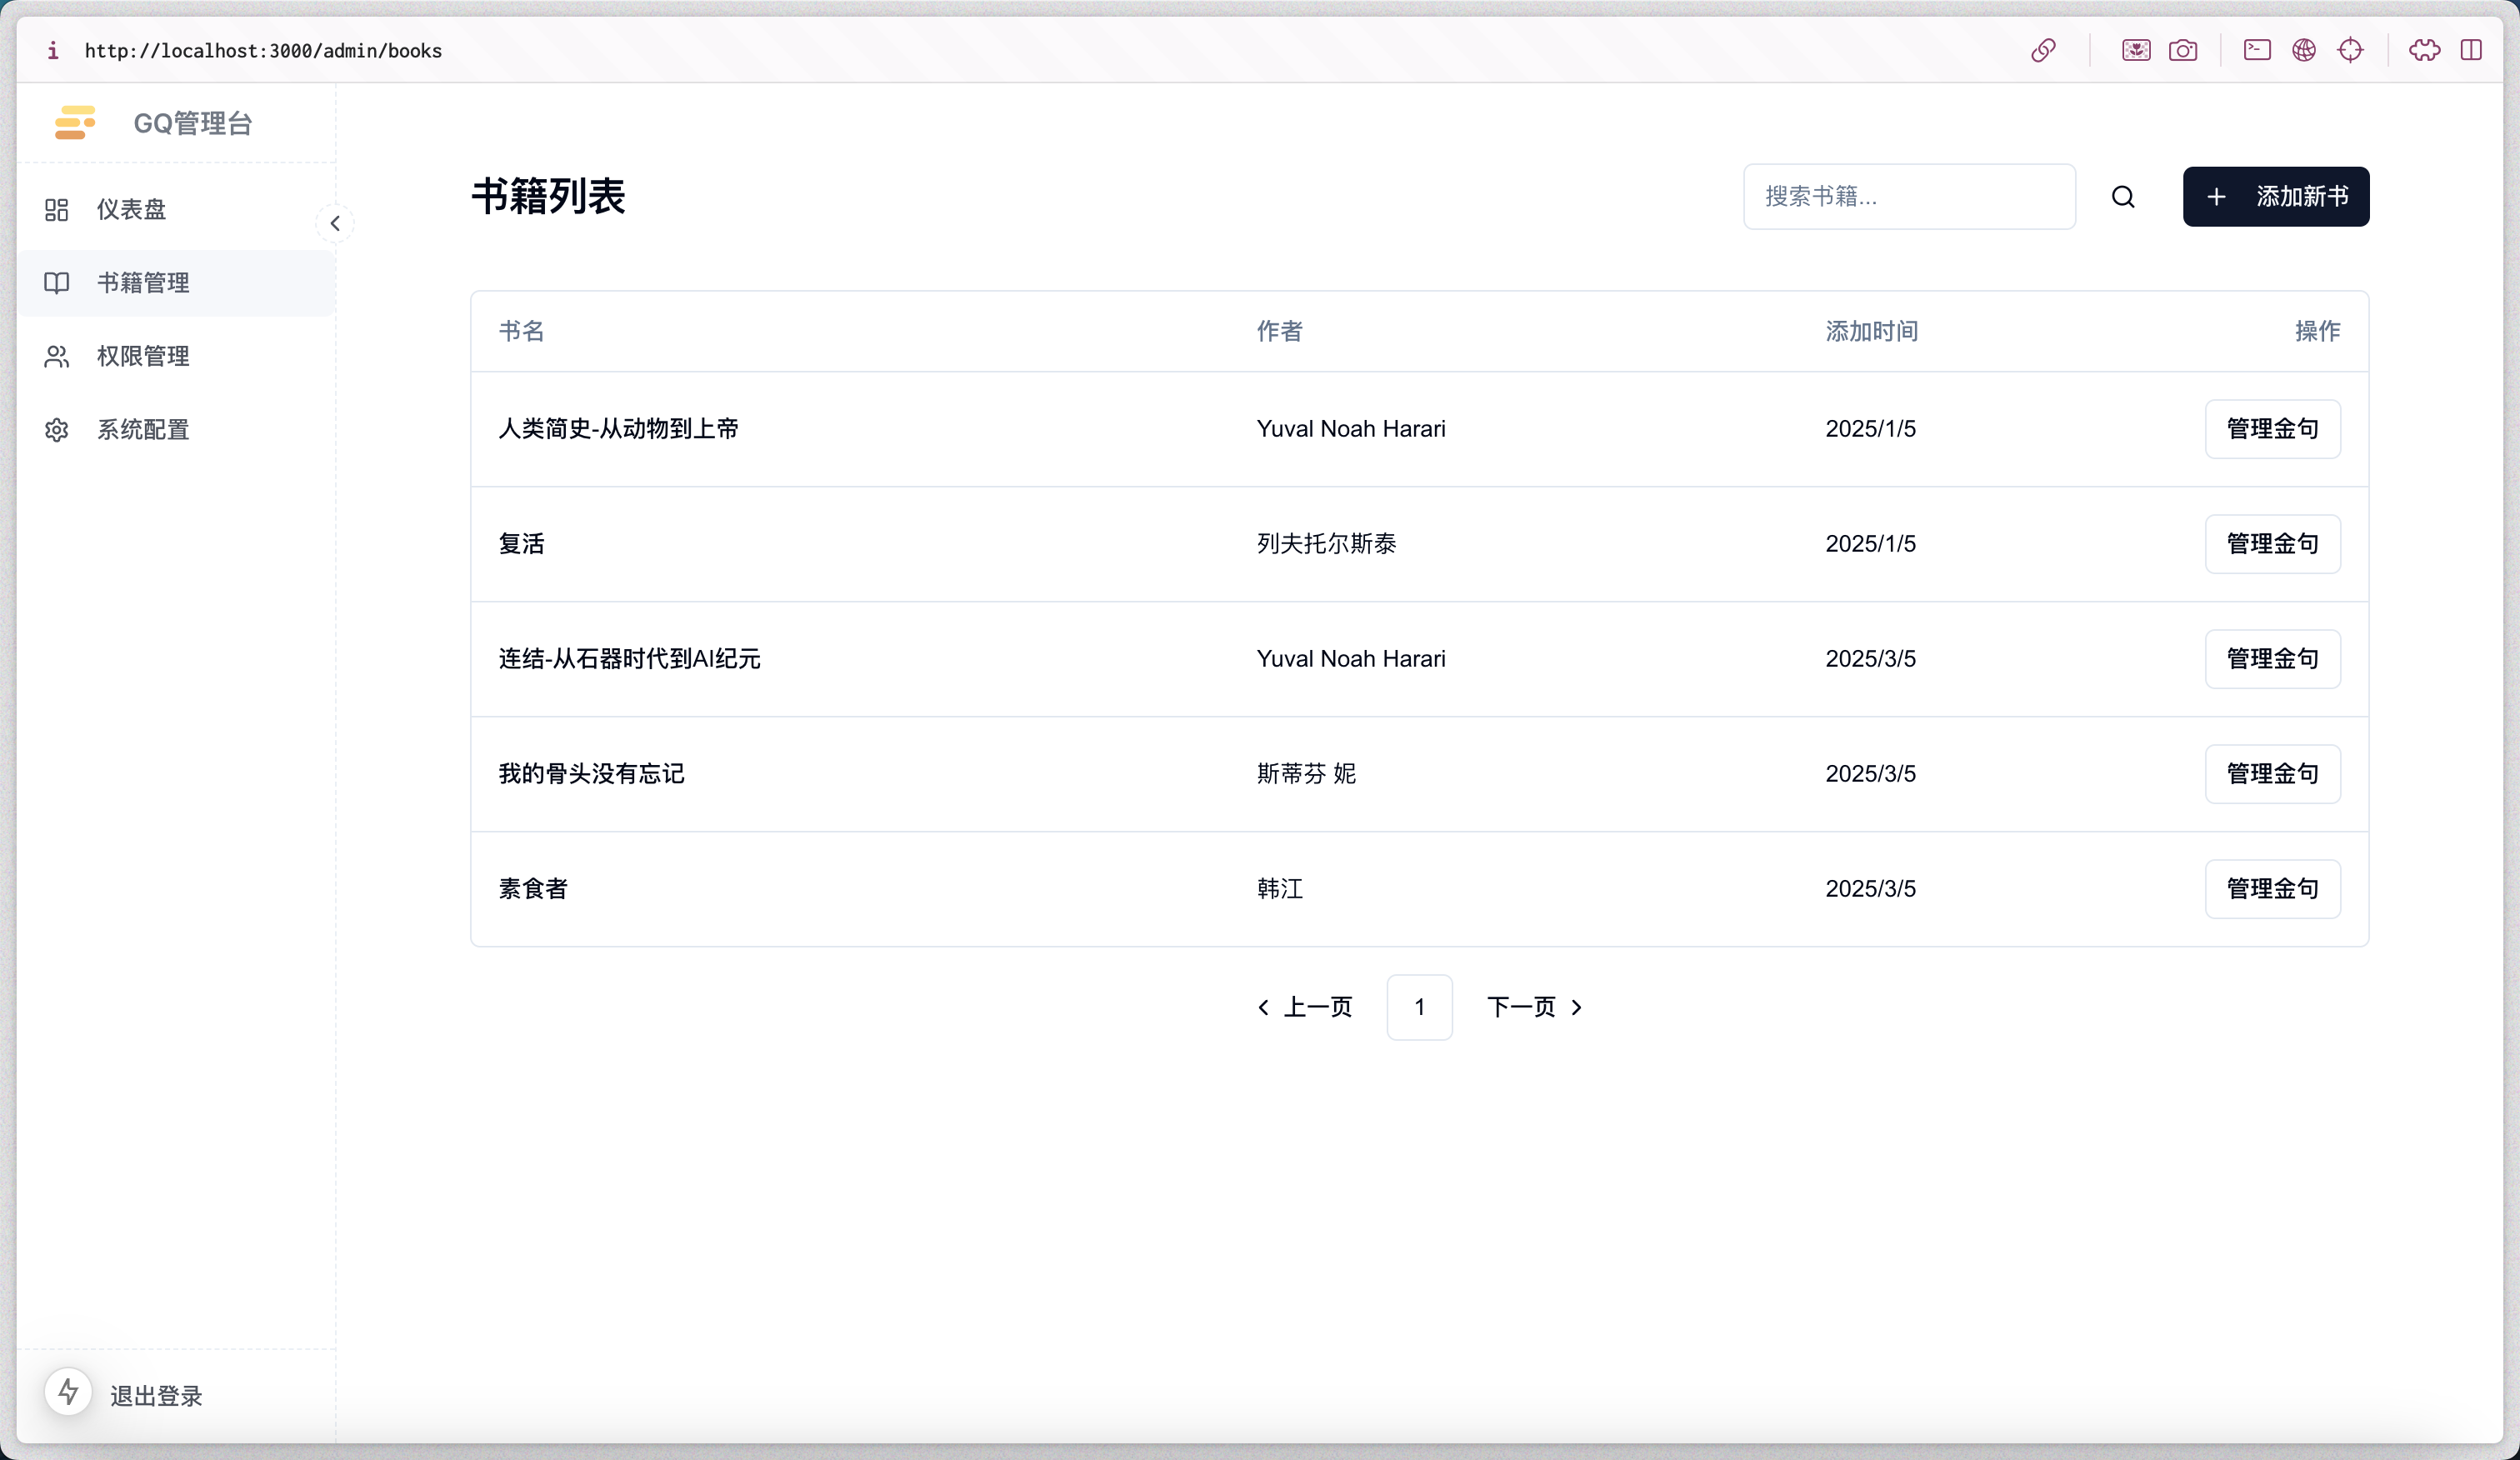 i http://localhost:3000/admin/books
GQ管理台
仪表盘
书籍管理
权限管理
系统配置
退出登录
书籍列表
搜索书籍...
添加新书
书名 作者 添加时间 操作
人类简史-从动物到上帝 Yuval Noah Harari 2025/1/5 管理金句
复活 列夫托尔斯泰 2025/1/5 管理金句
连结-从石器时代到AI纪元 Yuval Noah Harari 2025/3/5 管理金句
我的骨头没有忘记 斯蒂芬 妮 2025/3/5 管理金句
素食者 韩江 2025/3/5 管理金句
上一页 1 下一页